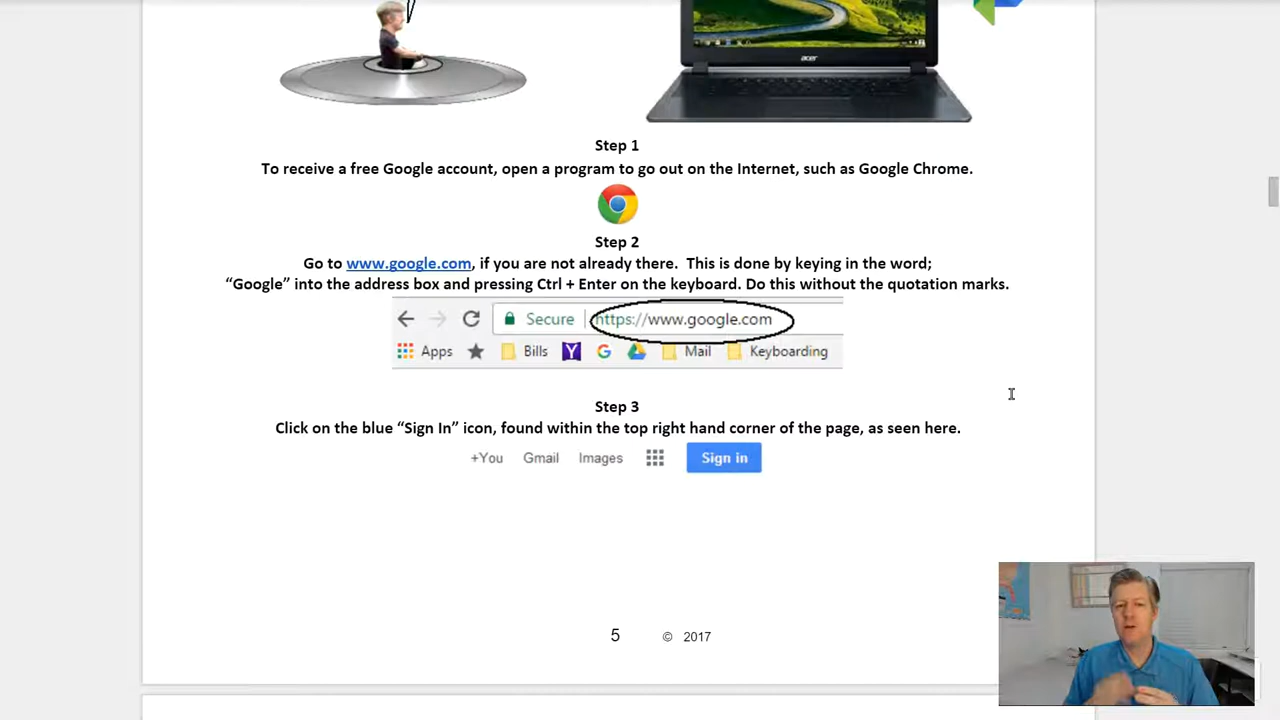 acer
Step 1
To receive a free Google account, open a program to go out on the Internet, such as Google Chrome.
Step 2
Go to www.google.com, if you are not already there.  This is done by keying in the word;
“Google” into the address box and pressing Ctrl + Enter on the keyboard. Do this without the quotation marks.
Secure https://www.google.com
Apps Bills Y G Mail Keyboarding
Step 3
Click on the blue “Sign In” icon, found within the top right hand corner of the page, as seen here.
+You Gmail Images Sign in
5 © 2017